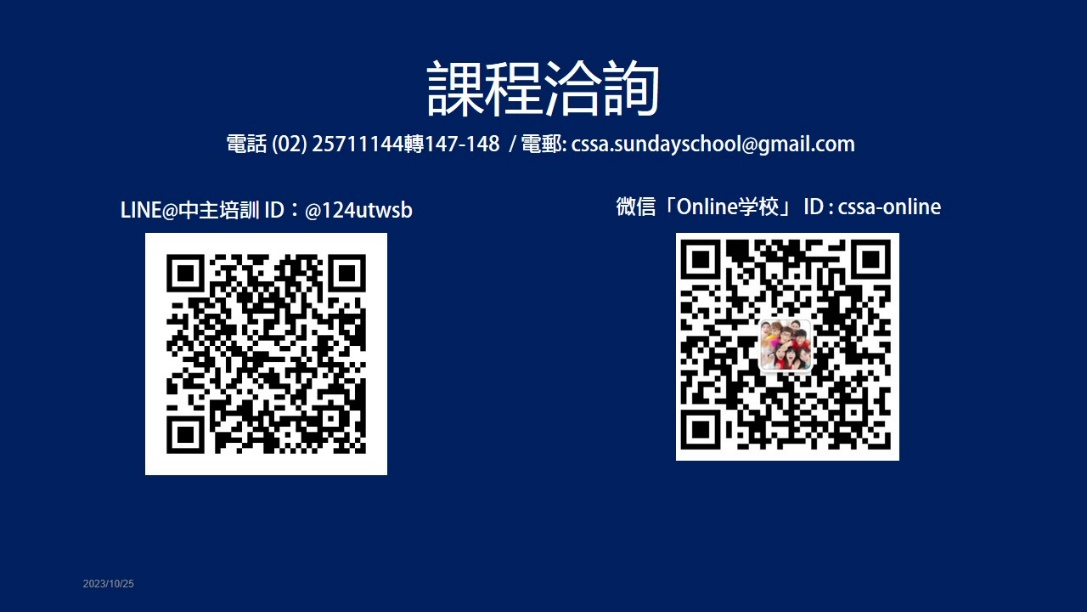 課程洽詢
電話 (02) 25711144轉147-148 / 電郵: cssa.sundayschool@gmail.com
LINE@中主培訓 ID：@124utwsb
微信「Online学校」 ID : cssa-online
2023/10/25